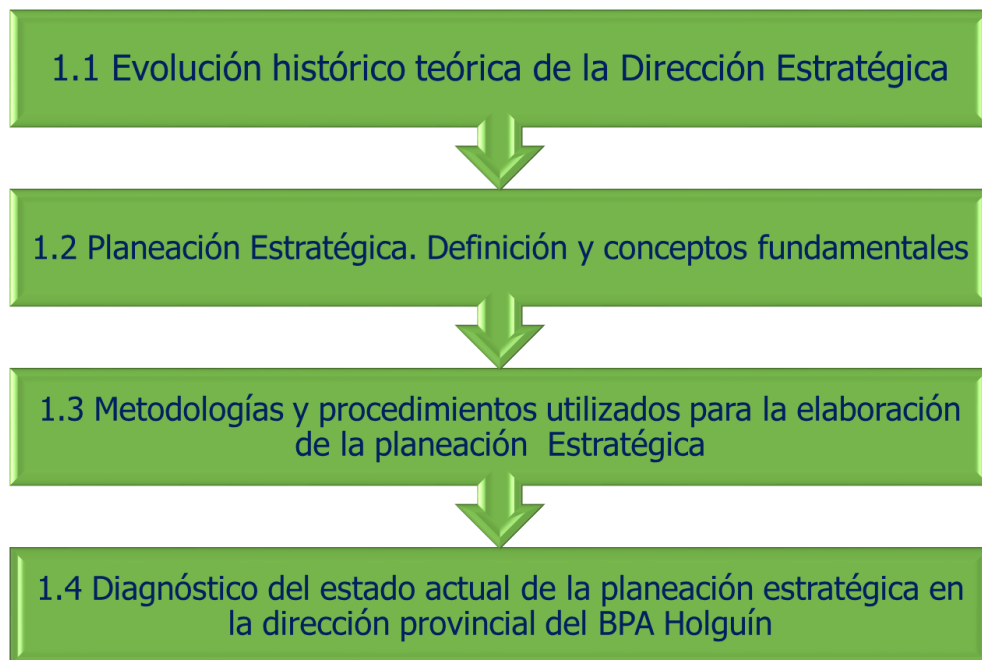 1.1 Evolución histórico teórica de la Dirección Estratégica
1.2 Planeación Estratégica. Definición y conceptos fundamentales
1.3 Metodologías y procedimientos utilizados para la elaboración
de la planeación  Estratégica
1.4 Diagnóstico del estado actual de la planeación estratégica en
la dirección provincial del BPA Holguín